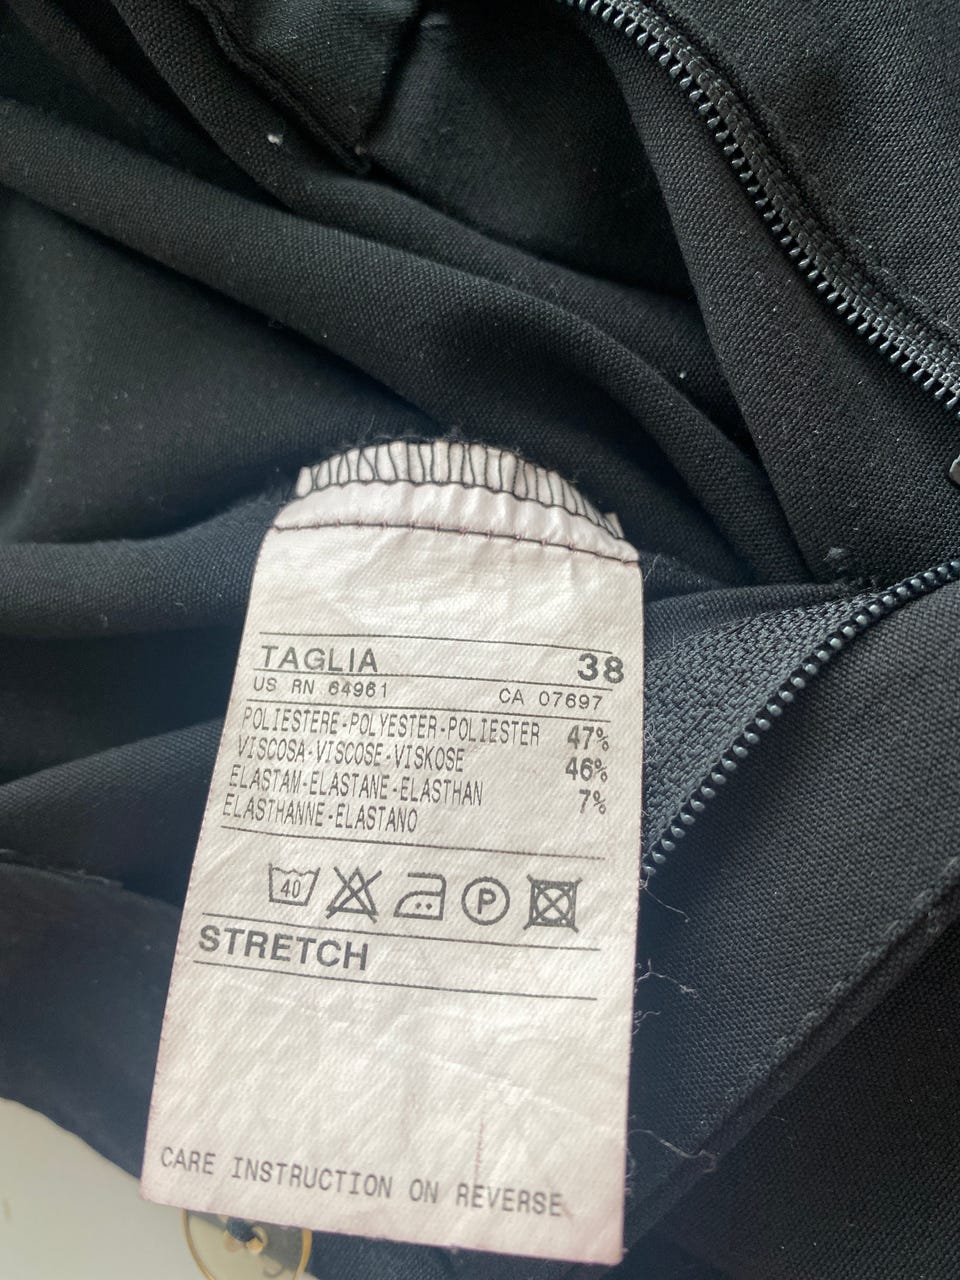 TAGLIA 38
US RN 64961 CA 07697
POLIESTERE-POLYESTER-POLIESTER 47%
VISCOSA-VISCOSE-VISKOSE 46%
ELASTAM-ELASTANE-ELASTHAN 7%
ELASTHANNE-ELASTANO
40 P
STRETCH
CARE INSTRUCTION ON REVERSE